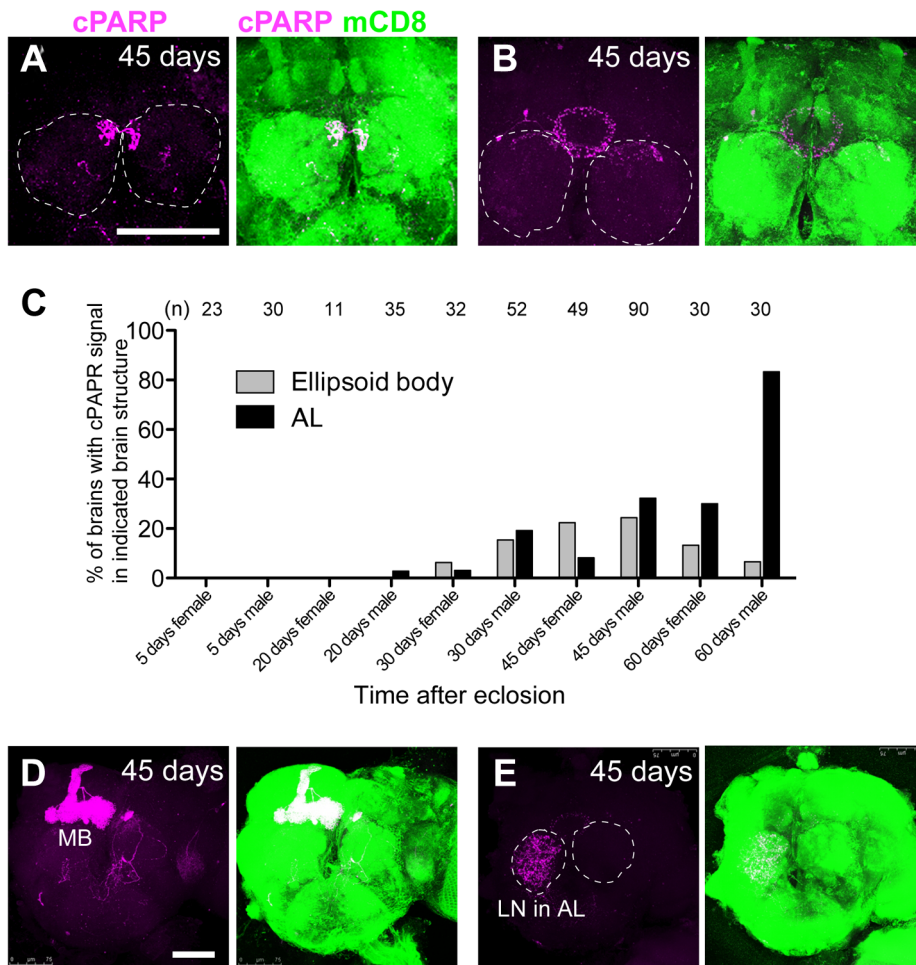 cPARP cPARP mCD8
A 45 days B 45 days
C (n) 23 30 11 35 32 52 49 90 30 30
100
80
60
40
20
0
% of brains with cPAPR signal
in indicated brain structure
Ellipsoid body
AL
5 days female
5 days male
20 days female
20 days male
30 days female
30 days male
45 days female
45 days male
60 days female
60 days male
Time after eclosion
D 45 days E 45 days
MB
LN in AL
0 µm 75